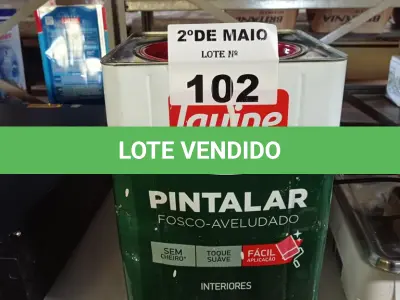 2º DE MAIO
LOTE Nº
102
LOTE VENDIDO
PINTALAR
FOSCO-AVELUDADO
SEM CHEIRO*
TOQUE SUAVE
FÁCIL APLICAÇÃO
INTERIORES